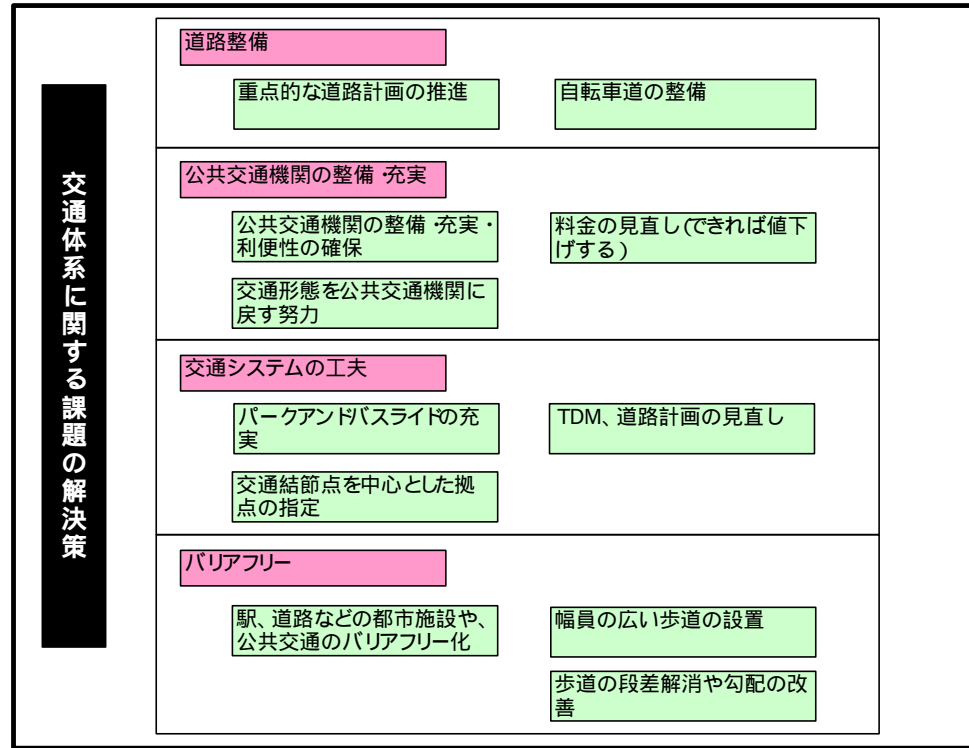 交通体系に関する課題の解決策
道路整備
重点的な道路計画の推進
自転車道の整備
公共交通機関の整備・充実
公共交通機関の整備・充実・
利便性の確保
料金の見直し(できれば値下
げする)
交通形態を公共交通機関に
戻す努力
交通システムの工夫
パークアンドバスライドの充
実
TDM、道路計画の見直し
交通結節点を中心とした拠
点の指定
バリアフリー
駅、道路などの都市施設や、
公共交通のバリアフリー化
幅員の広い歩道の設置
歩道の段差解消や勾配の改
善